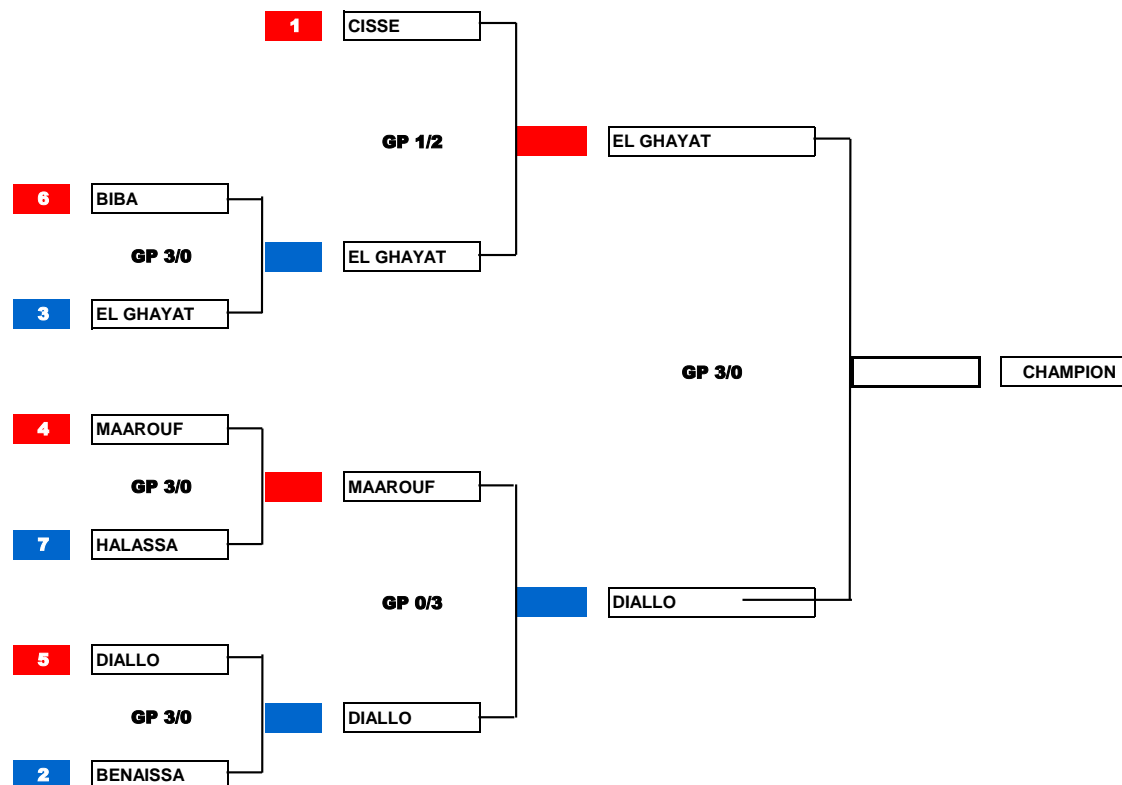 1 CISSE
GP 1/2
EL GHAYAT
6 BIBA
GP 3/0
EL GHAYAT
3 EL GHAYAT
GP 3/0
CHAMPION
4 MAAROUF
GP 3/0
MAAROUF
7 HALASSA
GP 0/3
DIALLO
5 DIALLO
GP 3/0
DIALLO
2 BENAISSA